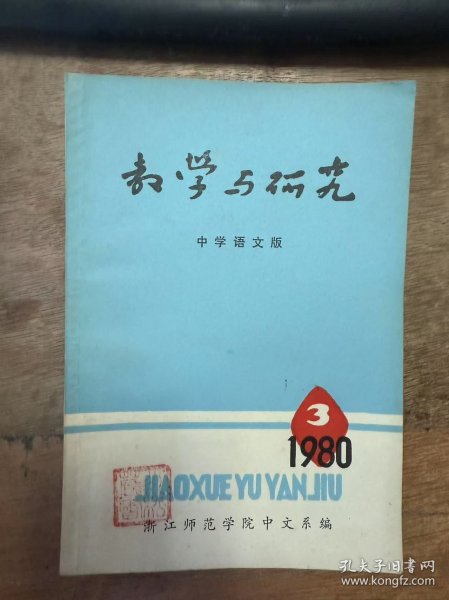 教学与研究
中学语文版
3
1980
JIAOXUE YU YANJIU
浙江师范学院中文系编
孔夫子旧书网
www.kongfz.com